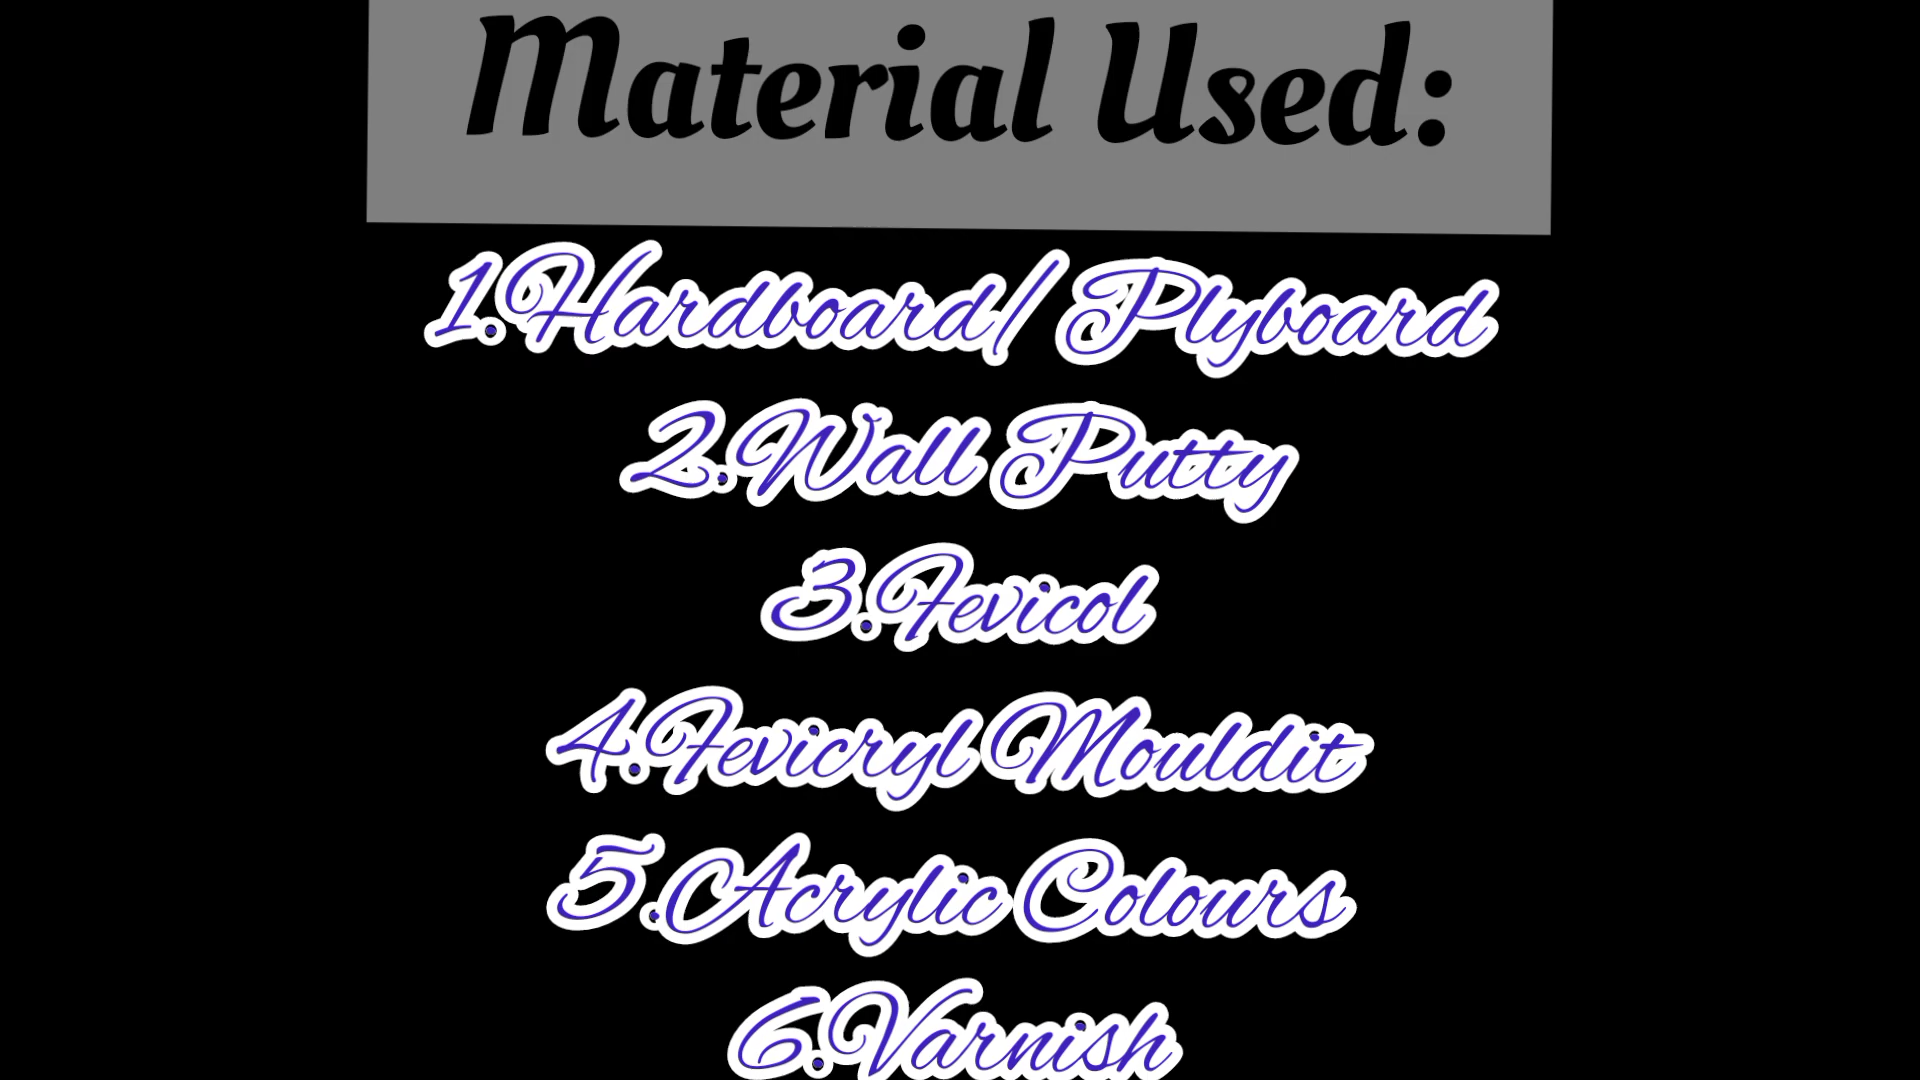 Material Used:
1.Hardboard/ Plyboard
2.Wall Putty
3.Fevicol
4.Fevicryl Mouldit
5.Acrylic Colours
6.Varnish